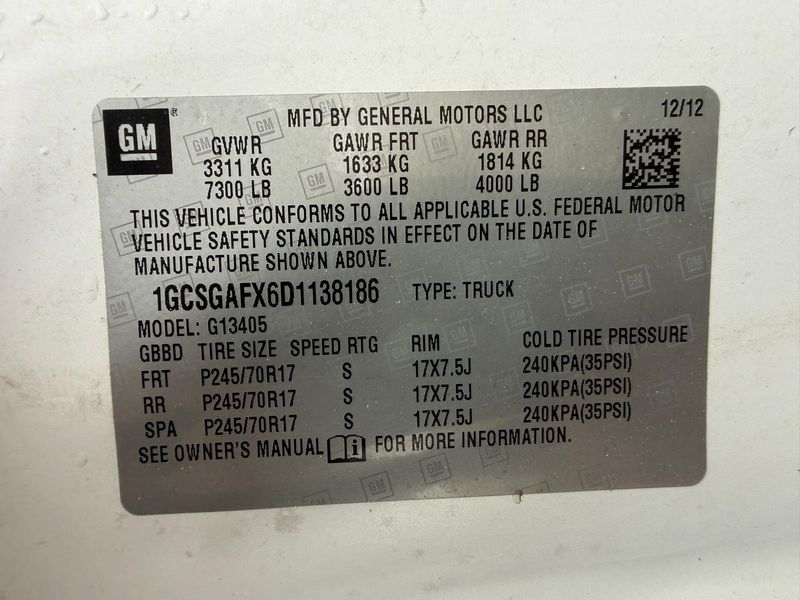 GM® MFD BY GENERAL MOTORS LLC 12/12
GVWR GAWR FRT GAWR RR
3311 KG 1633 KG 1814 KG
7300 LB 3600 LB 4000 LB
THIS VEHICLE CONFORMS TO ALL APPLICABLE U.S. FEDERAL MOTOR
VEHICLE SAFETY STANDARDS IN EFFECT ON THE DATE OF
MANUFACTURE SHOWN ABOVE.
1GCSGAFX6D1138186 TYPE: TRUCK
MODEL: G13405
GBBD TIRE SIZE SPEED RTG RIM COLD TIRE PRESSURE
FRT P245/70R17 S 17X7.5J 240KPA(35PSI)
RR P245/70R17 S 17X7.5J 240KPA(35PSI)
SPA P245/70R17 S 17X7.5J 240KPA(35PSI)
SEE OWNER'S MANUAL i FOR MORE INFORMATION.